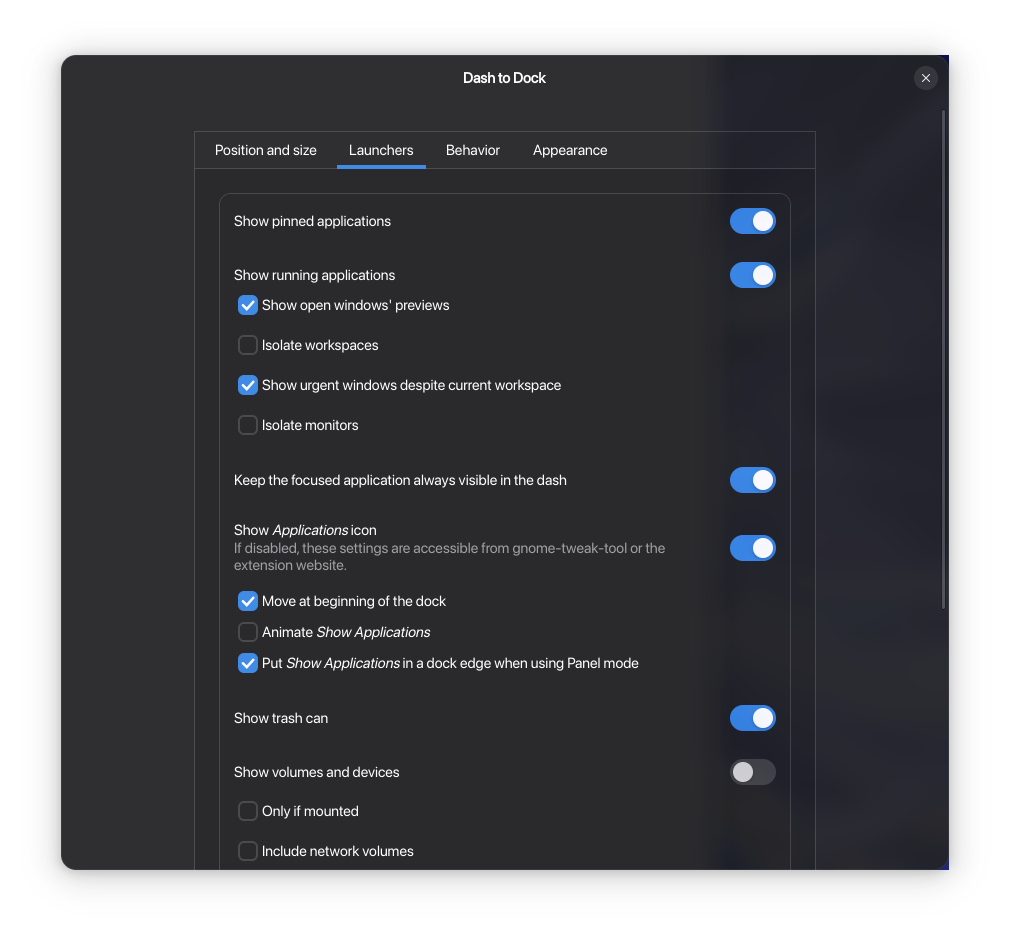 Dash to Dock
Position and size
Launchers
Behavior
Appearance
Show pinned applications
Show running applications
Show open windows' previews
Isolate workspaces
Show urgent windows despite current workspace
Isolate monitors
Keep the focused application always visible in the dash
Show Applications icon
If disabled, these settings are accessible from gnome-tweak-tool or the
extension website.
Move at beginning of the dock
Animate Show Applications
Put Show Applications in a dock edge when using Panel mode
Show trash can
Show volumes and devices
Only if mounted
Include network volumes